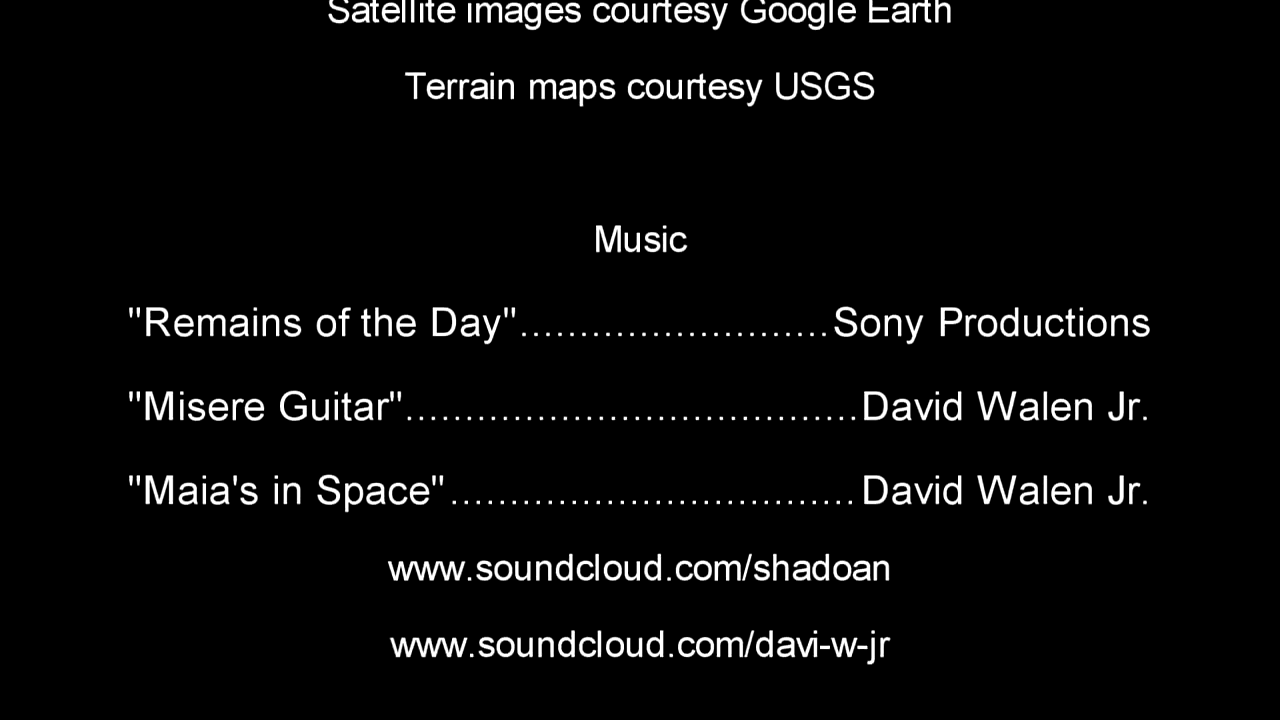 Satellite images courtesy Google Earth
Terrain maps courtesy USGS
Music
"Remains of the Day"..........................Sony Productions
"Misere Guitar"......................................David Walen Jr.
"Maia's in Space"..................................David Walen Jr.
www.soundcloud.com/shadoan
www.soundcloud.com/davi-w-jr